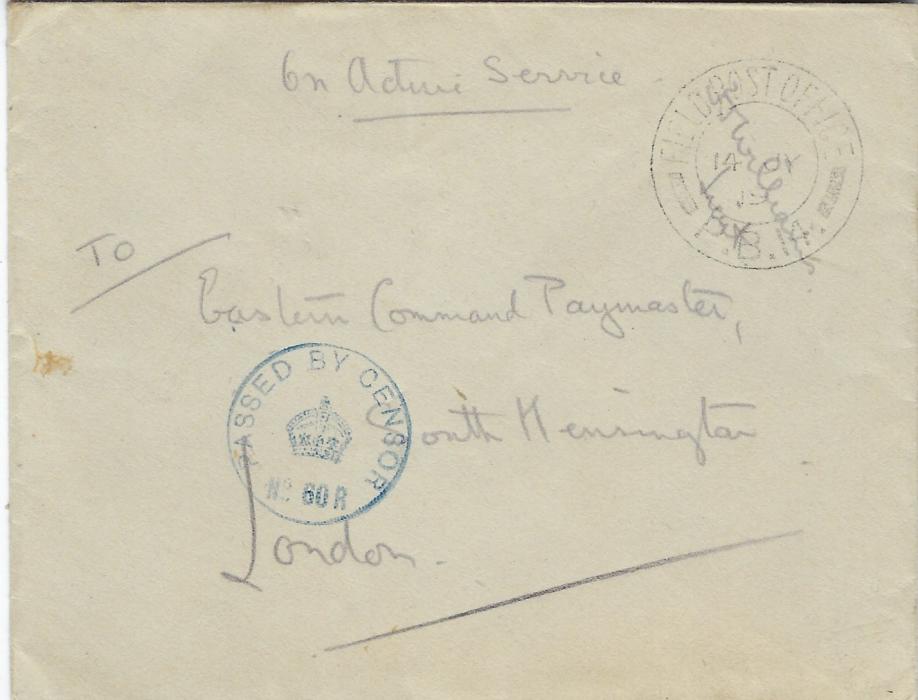 On Active Service
FIELD POST OFFICE
14
P.B.14.
To
Eastern Command Paymaster,
PASSED BY CENSOR
South Kensington
No 60 R
London.